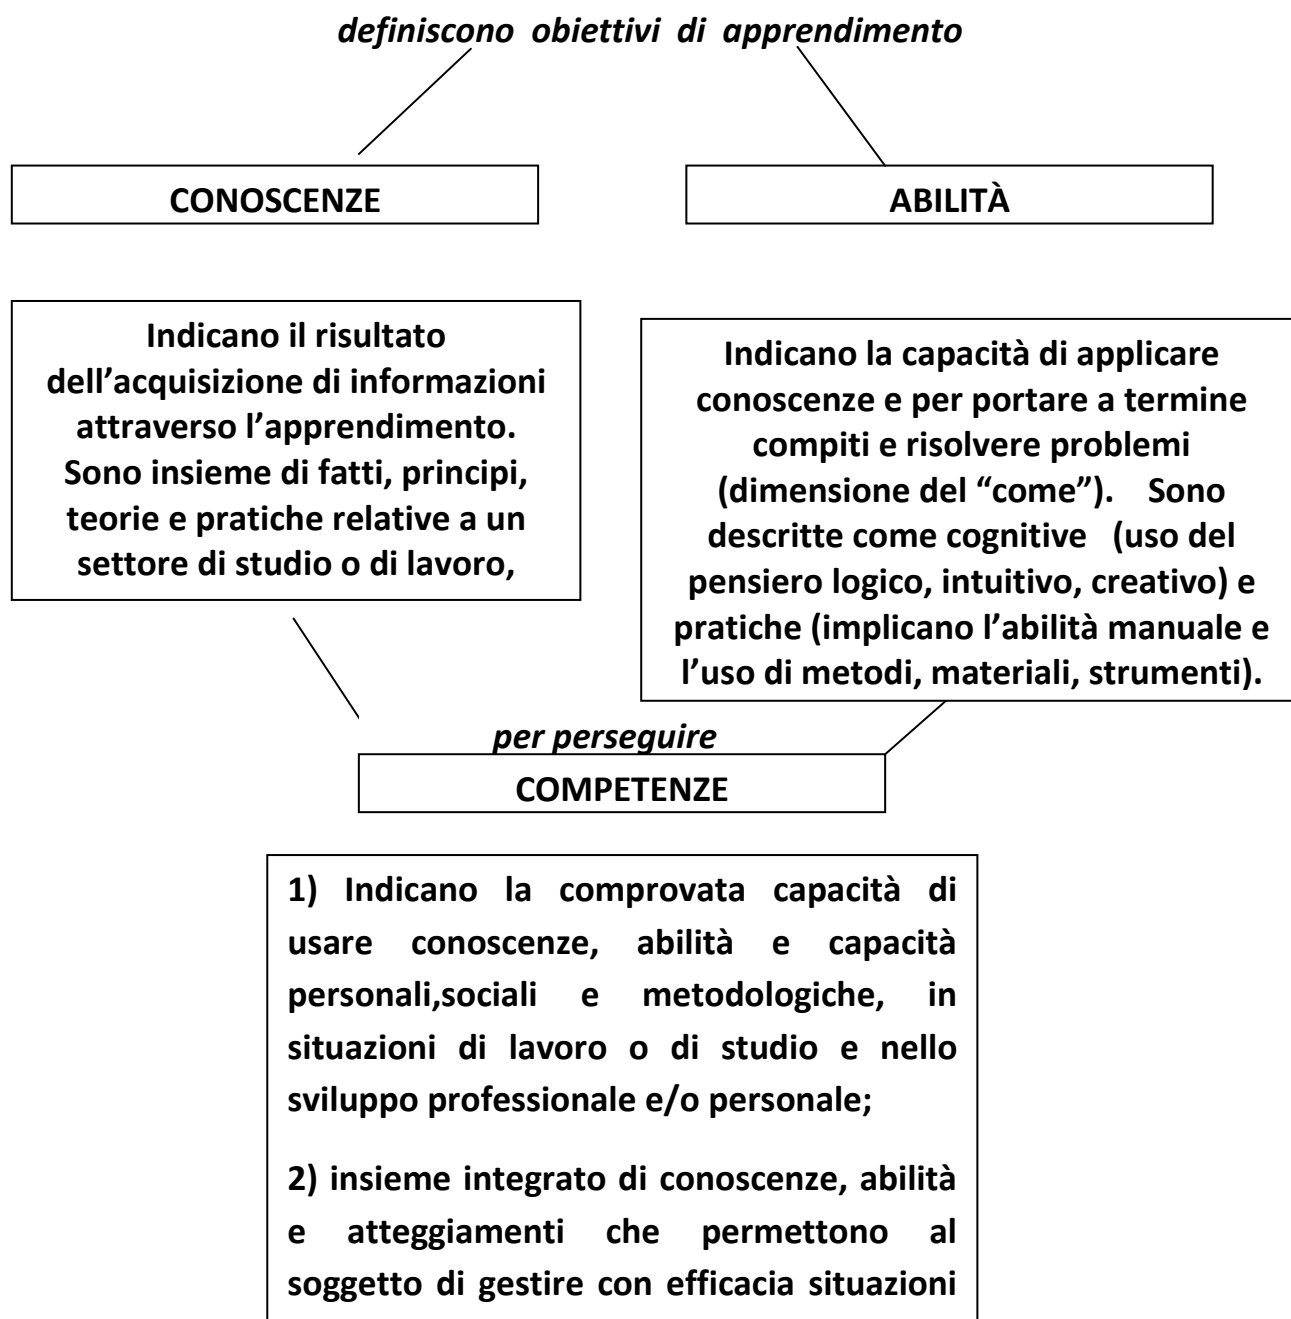 definiscono obiettivi di apprendimento
CONOSCENZE
ABILITÀ
Indicano il risultato
dell’acquisizione di informazioni
attraverso l’apprendimento.
Sono insieme di fatti, principi,
teorie e pratiche relative a un
settore di studio o di lavoro,
Indicano la capacità di applicare
conoscenze e per portare a termine
compiti e risolvere problemi
(dimensione del “come”). Sono
descritte come cognitive (uso del
pensiero logico, intuitivo, creativo) e
pratiche (implicano l’abilità manuale e
l’uso di metodi, materiali, strumenti).
per perseguire
COMPETENZE
1) Indicano la comprovata capacità di
usare conoscenze, abilità e capacità
personali,sociali e metodologiche, in
situazioni di lavoro o di studio e nello
sviluppo professionale e/o personale;
2) insieme integrato di conoscenze, abilità
e atteggiamenti che permettono al
soggetto di gestire con efficacia situazioni